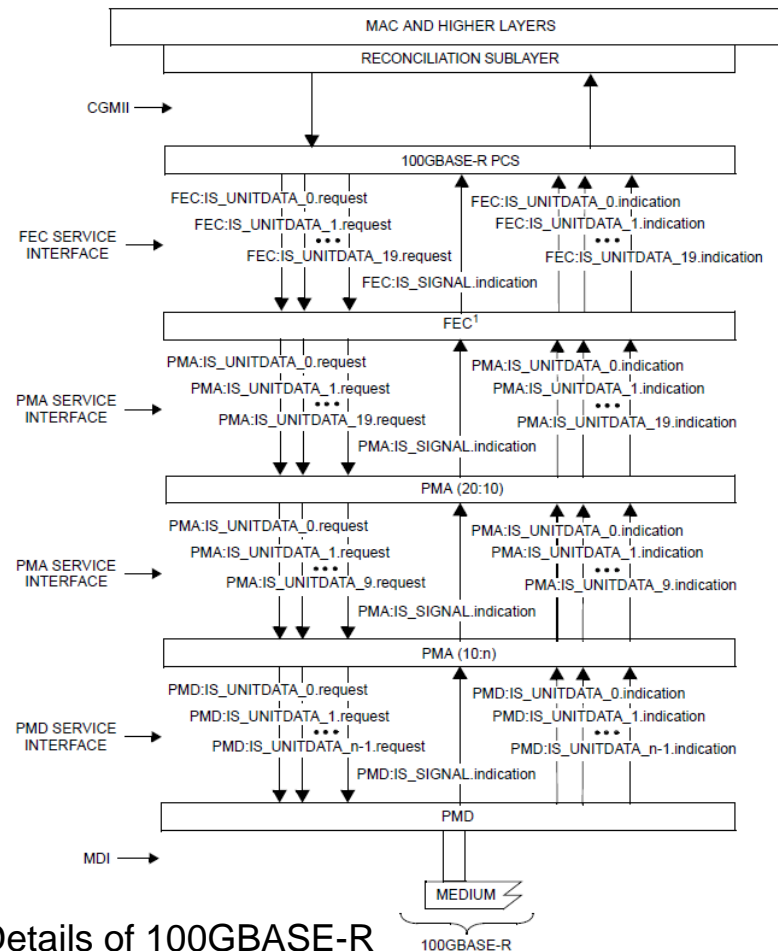 MAC AND HIGHER LAYERS
RECONCILIATION SUBLAYER
CGMII
100GBASE-R PCS
FEC SERVICE
INTERFACE
FEC:IS_UNITDATA_0.request
FEC:IS_UNITDATA_1.request
•••
FEC:IS_UNITDATA_19.request
FEC:IS_SIGNAL.indication
FEC:IS_UNITDATA_0.indication
FEC:IS_UNITDATA_1.indication
•••
FEC:IS_UNITDATA_19.indication
FEC¹
PMA SERVICE
INTERFACE
PMA:IS_UNITDATA_0.request
PMA:IS_UNITDATA_1.request
•••
PMA:IS_UNITDATA_19.request
PMA:IS_SIGNAL.indication
PMA:IS_UNITDATA_0.indication
PMA:IS_UNITDATA_1.indication
•••
PMA:IS_UNITDATA_19.indication
PMA (20:10)
PMA SERVICE
INTERFACE
PMA:IS_UNITDATA_0.request
PMA:IS_UNITDATA_1.request
•••
PMA:IS_UNITDATA_9.request
PMA:IS_SIGNAL.indication
PMA:IS_UNITDATA_0.indication
PMA:IS_UNITDATA_1.indication
•••
PMA:IS_UNITDATA_9.indication
PMA (10:n)
PMD SERVICE
INTERFACE
PMD:IS_UNITDATA_0.request
PMD:IS_UNITDATA_1.request
•••
PMD:IS_UNITDATA_n-1.request
PMD:IS_SIGNAL.indication
PMD:IS_UNITDATA_0.indication
PMD:IS_UNITDATA_1.indication
•••
PMD:IS_UNITDATA_n-1.indication
PMD
MDI
MEDIUM
100GBASE-R
Details of 100GBASE-R